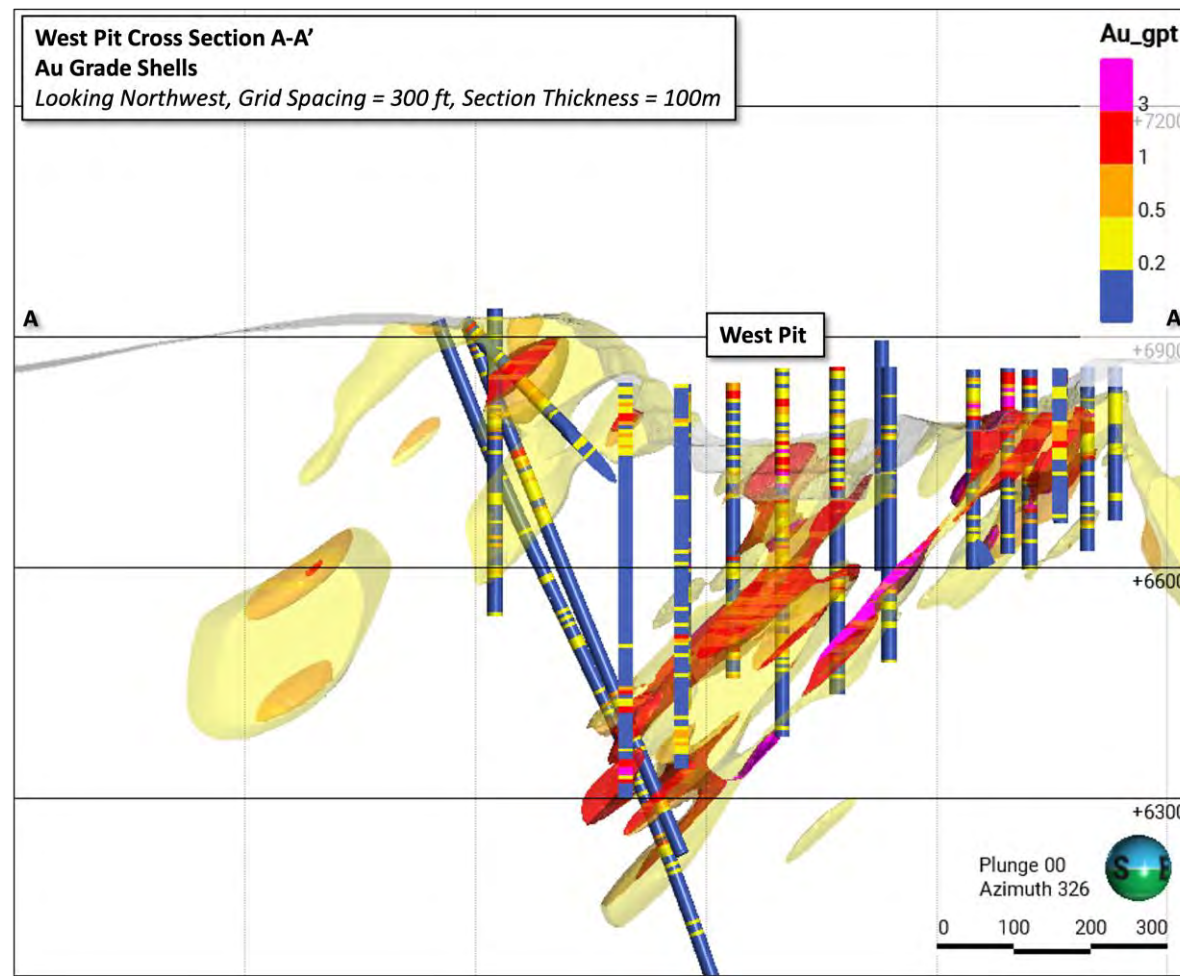 West Pit Cross Section A-A’
Au Grade Shells
Looking Northwest, Grid Spacing = 300 ft, Section Thickness = 100m
Au_gpt
3
+7200
1
0.5
0.2
A
West Pit
A
+6900
+6600
+6300
Plunge 00
Azimuth 326
S E
0 100 200 300